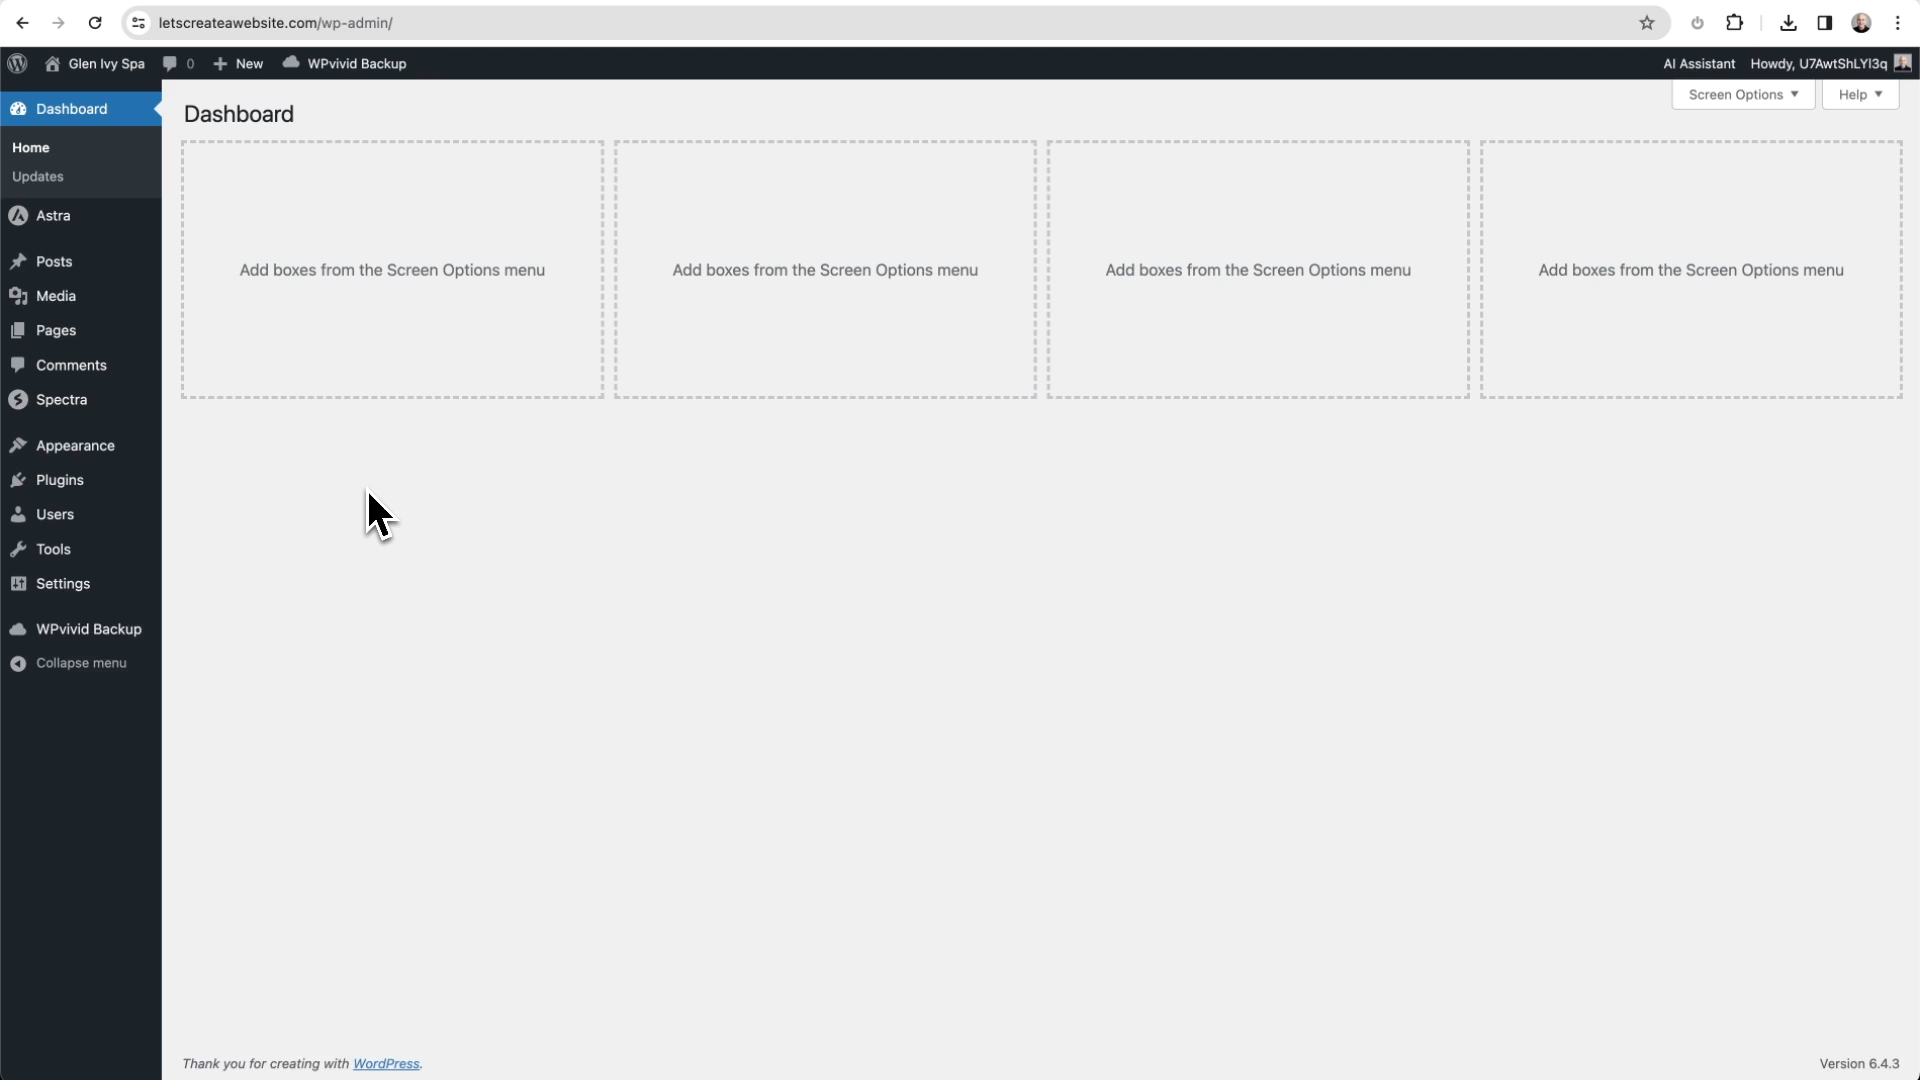 letscreateawebsite.com/wp-admin/
Glen Ivy Spa 0 New WPvivid Backup AI Assistant Howdy, U7AwtShLYl3q
Dashboard
Home
Updates
Astra
Posts
Media
Pages
Comments
Spectra
Appearance
Plugins
Users
Tools
Settings
WPvivid Backup
Collapse menu
Screen Options Help
Dashboard
Add boxes from the Screen Options menu
Add boxes from the Screen Options menu
Add boxes from the Screen Options menu
Add boxes from the Screen Options menu
Thank you for creating with WordPress.
Version 6.4.3